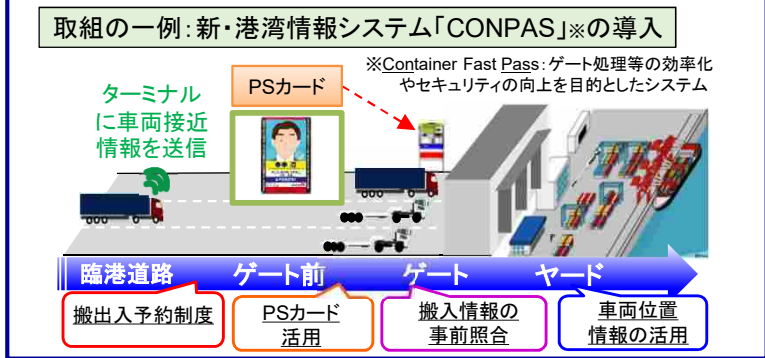 取組の一例：新・港湾情報システム「CONPAS」※の導入
※Container Fast Pass：ゲート処理等の効率化
やセキュリティの向上を目的としたシステム
ターミナル
に車両接近
情報を送信
PSカード
臨港道路
ゲート前
ゲート
ヤード
搬出入予約制度
PSカード
活用
搬入情報の
事前照合
車両位置
情報の活用